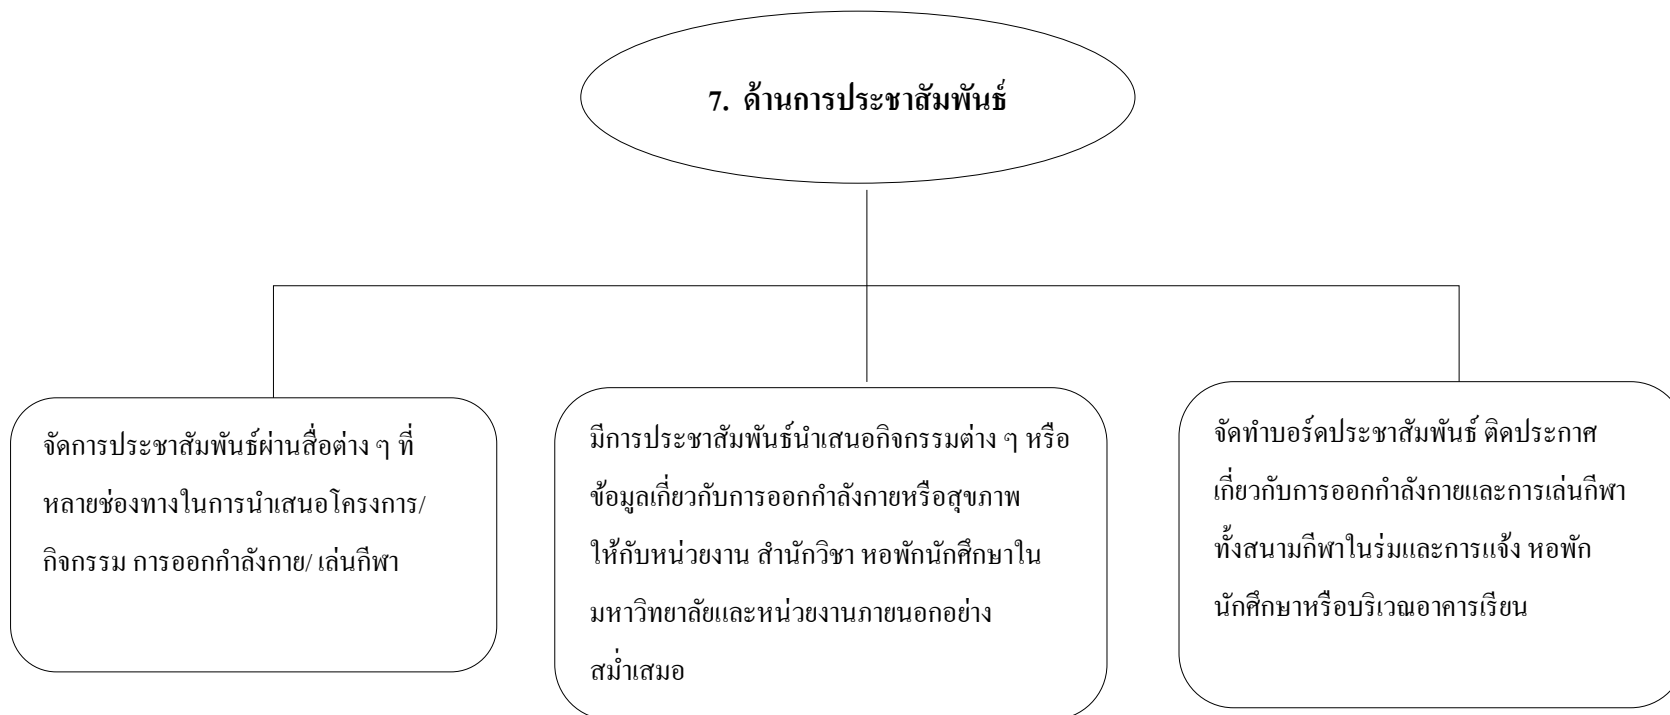 7. ด้านการประชาสัมพันธ์
จัดการประชาสัมพันธ์ผ่านสื่อต่าง ๆ ที่
หลายช่องทางในการนำเสนอโครงการ/
กิจกรรม การออกกำลังกาย/ เล่นกีฬา
มีการประชาสัมพันธ์นำเสนอกิจกรรมต่าง ๆ หรือ
ข้อมูลเกี่ยวกับการออกกำลังกายหรือสุขภาพ
ให้กับหน่วยงาน สำนักวิชา หอพักนักศึกษาใน
มหาวิทยาลัยและหน่วยงานภายนอกอย่าง
สม่ำเสมอ
จัดทำบอร์ดประชาสัมพันธ์ ติดประกาศ
เกี่ยวกับการออกกำลังกายและการเล่นกีฬา
ทั้งสนามกีฬาในร่มและการแจ้ง หอพัก
นักศึกษาหรือบริเวณอาคารเรียน